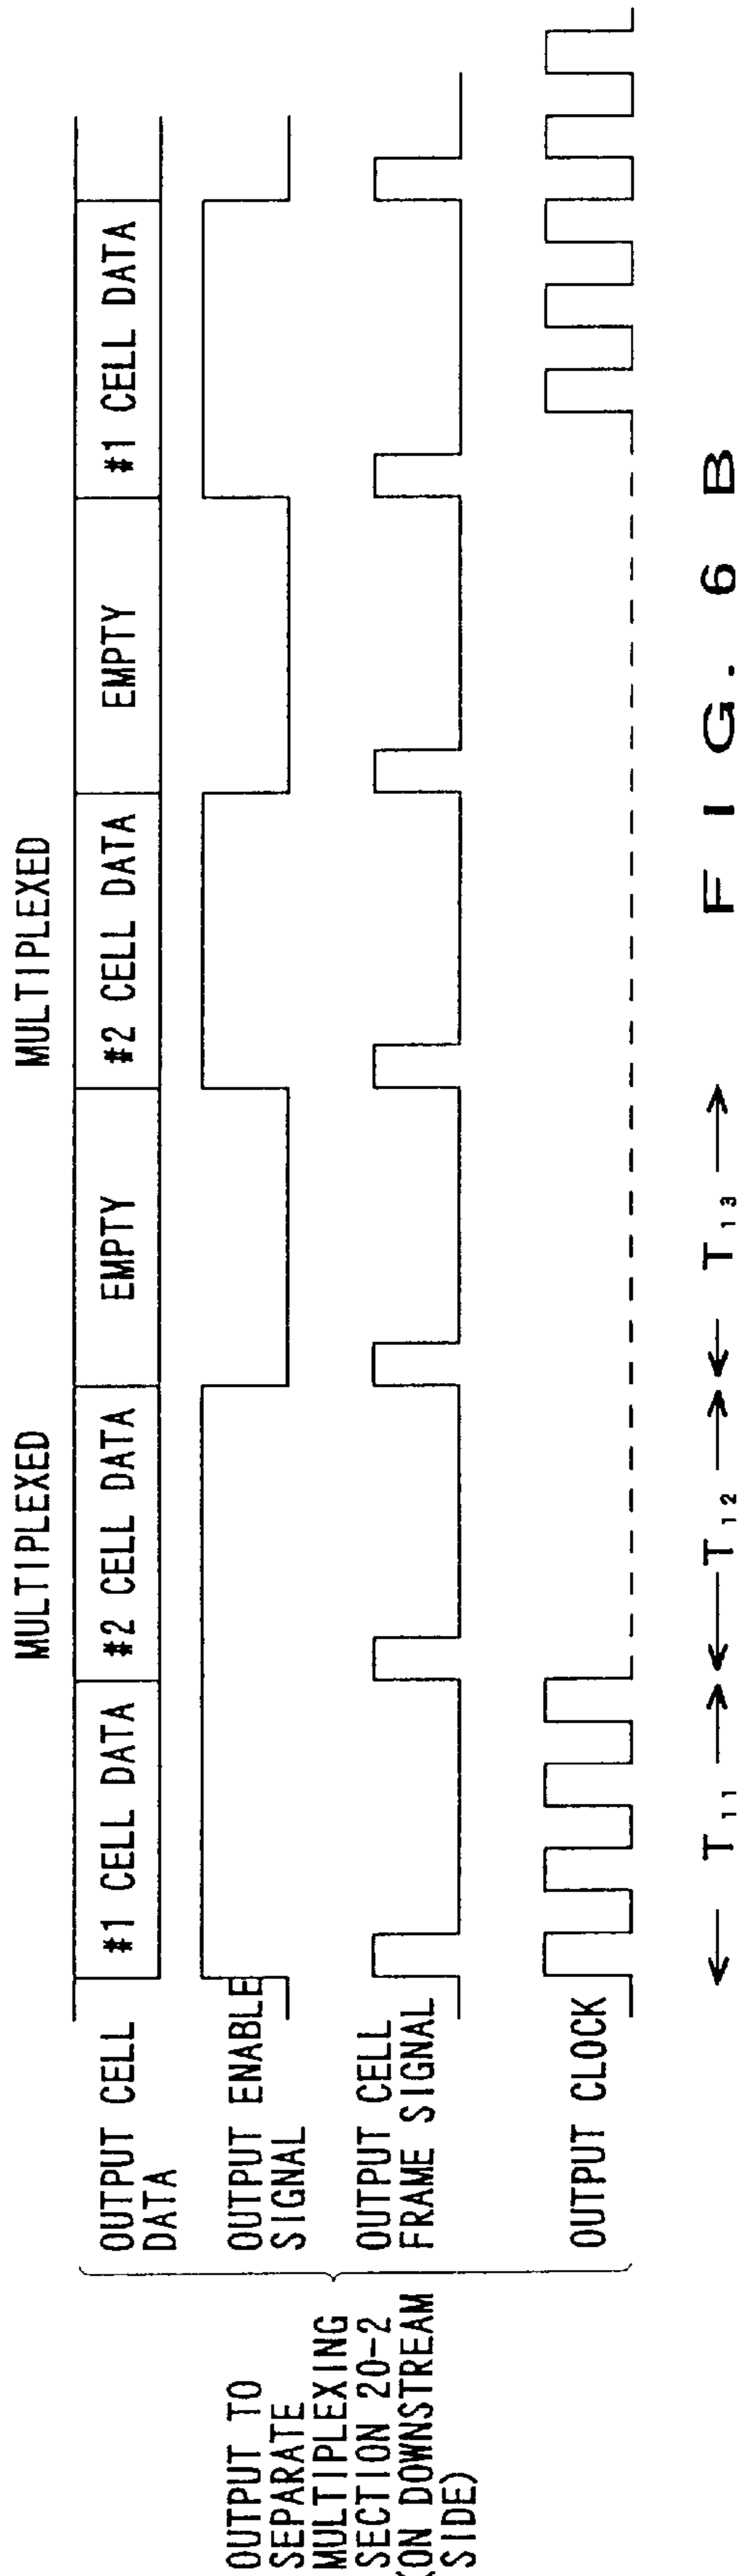 MULTIPLEXED
MULTIPLEXED
OUTPUT CELL
DATA
#1 CELL DATA
#2 CELL DATA
EMPTY
#2 CELL DATA
EMPTY
#1 CELL DATA
OUTPUT ENABLE
SIGNAL
OUTPUT CELL
FRAME SIGNAL
OUTPUT CLOCK
OUTPUT TO
SEPARATE
MULTIPLEXING
SECTION 20-2
(ON DOWNSTREAM
SIDE)
T11
T12
T13
FIG. 6B